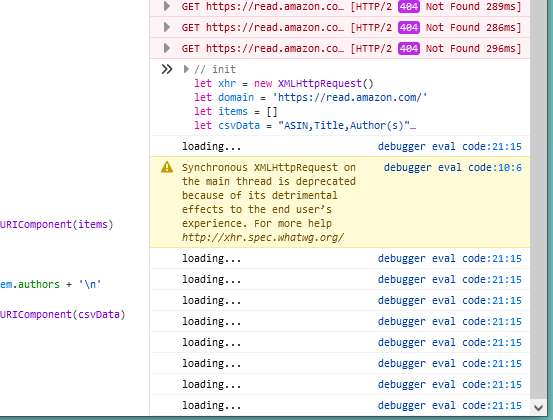 GET https://read.amazon.co… [HTTP/2 404 Not Found 289ms]
GET https://read.amazon.co… [HTTP/2 404 Not Found 286ms]
GET https://read.amazon.co… [HTTP/2 404 Not Found 296ms]
// init
let xhr = new XMLHttpRequest()
let domain = 'https://read.amazon.com/'
let items = []
let csvData = "ASIN,Title,Author(s)"…
loading... debugger eval code:21:15
Synchronous XMLHttpRequest on debugger eval code:10:6
the main thread is deprecated
because of its detrimental
effects to the end user's
experience. For more help
http://xhr.spec.whatwg.org/
URIComponent(items)
loading... debugger eval code:21:15
loading... debugger eval code:21:15
em.authors + '\n'
loading... debugger eval code:21:15
URIComponent(csvData)
loading... debugger eval code:21:15
loading... debugger eval code:21:15
loading... debugger eval code:21:15
loading... debugger eval code:21:15
loading... debugger eval code:21:15